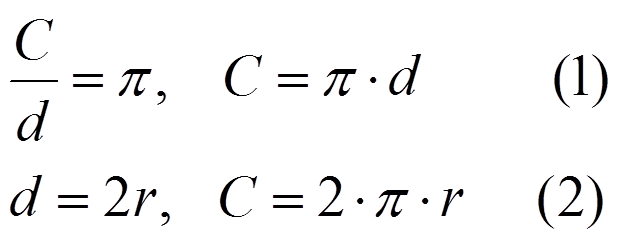 C/d = π, C = π · d (1)
d = 2r, C = 2 · π · r (2)